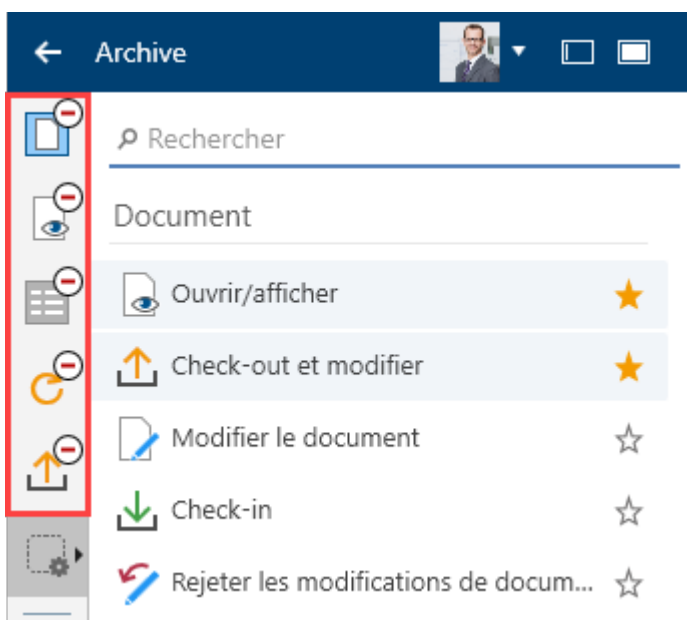 Archive
Rechercher
Document
Ouvrir/afficher
Check-out et modifier
Modifier le document
Check-in
Rejeter les modifications de docum...